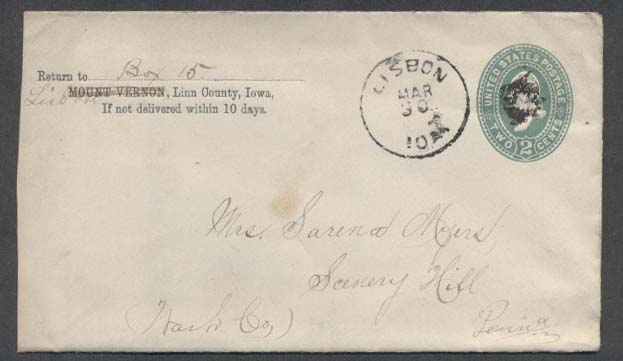 Return to Box 15
Lisbon MOUNT VERNON, Linn County, Iowa,
If not delivered within 10 days.
LISBON
MAR
30
IOA
UNITED STATES POSTAGE
TWO 2 CENTS
Mrs. Sarena Myers
Scenery Hill
(Wash. Co,) Penna